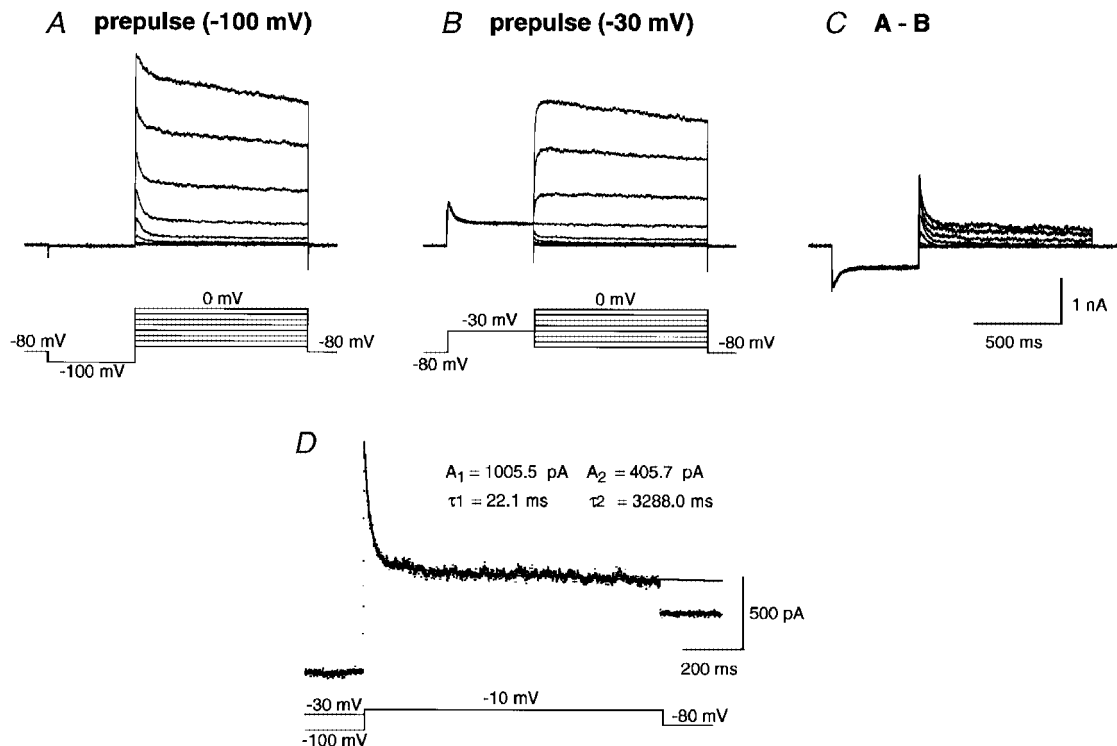 A prepulse (-100 mV)
B prepulse (-30 mV)
C A - B
0 mV
-80 mV
-100 mV
-80 mV
0 mV
-30 mV
-80 mV
-80 mV
1 nA
500 ms
D
A1 = 1005.5 pA A2 = 405.7 pA
τ1 = 22.1 ms τ2 = 3288.0 ms
500 pA
200 ms
-30 mV
-100 mV
-10 mV
-80 mV